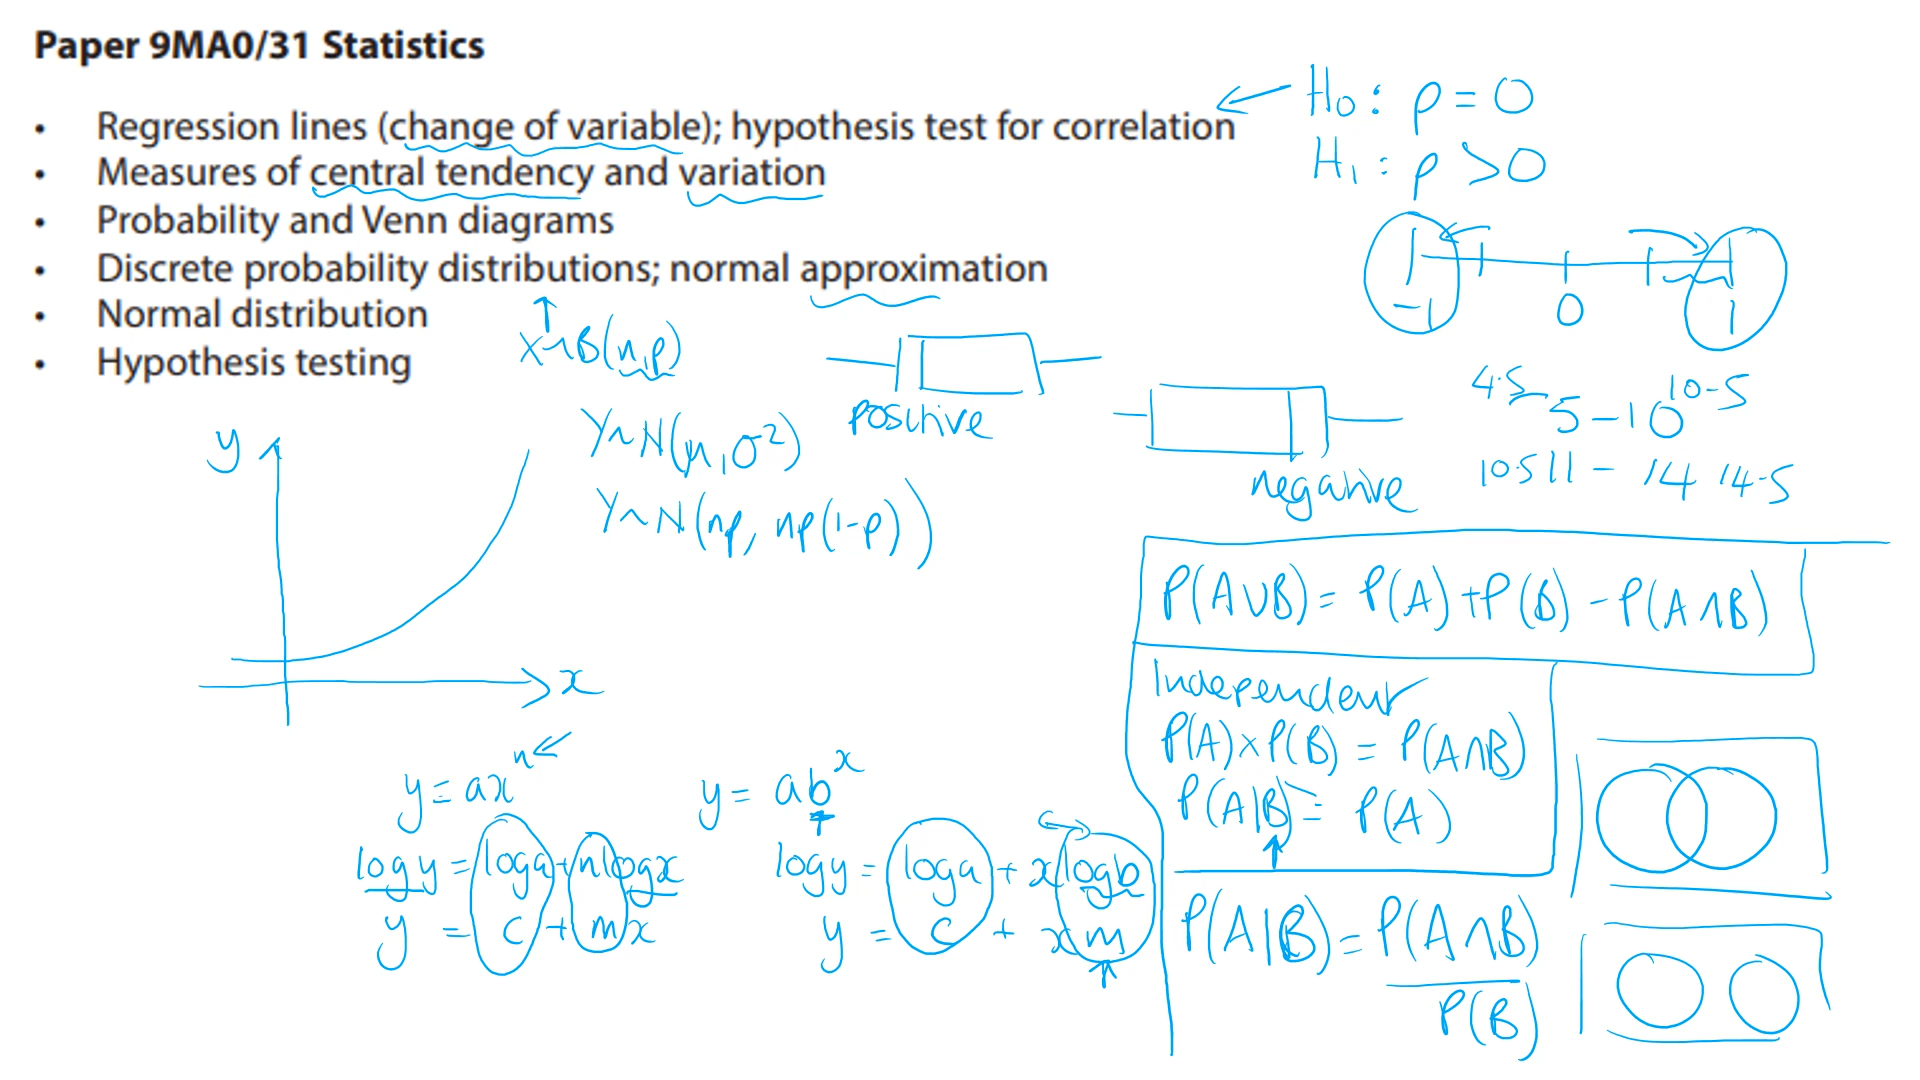 Paper 9MA0/31 Statistics
• Regression lines (change of variable); hypothesis test for correlation
• Measures of central tendency and variation
• Probability and Venn diagrams
• Discrete probability distributions; normal approximation
• Normal distribution
• Hypothesis testing
H₀: ρ = 0
H₁: ρ > 0
-1 0 1
X~B(n,p)
Y~N(μ,σ²)
Y~N(np, np(1-p))
positive
negative
4.5 5-10 10.5
10.5 11 - 14 14.5
y
x
y = axⁿ
log y = log a + n log x
y = c + mx
y = abˣ
log y = log a + x log b
y = c + xm
P(A∪B) = P(A) + P(B) - P(A∩B)
Independent
P(A)×P(B) = P(A∩B)
P(A|B) = P(A)
P(A|B) = P(A∩B)
P(B)